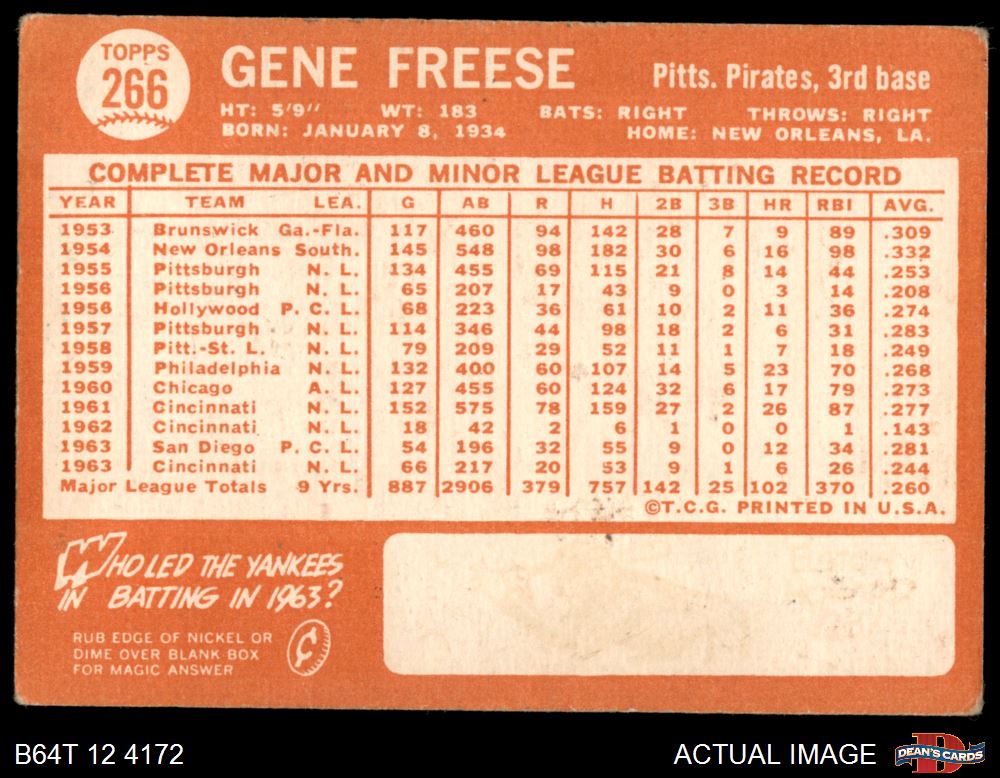 TOPPS
266
GENE FREESE Pitts. Pirates, 3rd base
HT: 5'9" WT: 183 BATS: RIGHT THROWS: RIGHT
BORN: JANUARY 8, 1934 HOME: NEW ORLEANS, LA.
COMPLETE MAJOR AND MINOR LEAGUE BATTING RECORD
YEAR TEAM LEA. G AB R H 2B 3B HR RBI AVG.
1953 Brunswick Ga.-Fla. 117 460 94 142 28 7 9 89 .309
1954 New Orleans South. 145 548 98 182 30 6 16 98 .332
1955 Pittsburgh N. L. 134 455 69 115 21 8 14 44 .253
1956 Pittsburgh N. L. 65 207 17 43 9 0 3 14 .208
1956 Hollywood P. C. L. 68 223 36 61 10 2 11 36 .274
1957 Pittsburgh N. L. 114 346 44 98 18 2 6 31 .283
1958 Pitt.-St. L. N. L. 79 209 29 52 11 1 7 18 .249
1959 Philadelphia N. L. 132 400 60 107 14 5 23 70 .268
1960 Chicago A. L. 127 455 60 124 32 6 17 79 .273
1961 Cincinnati N. L. 152 575 78 159 27 2 26 87 .277
1962 Cincinnati N. L. 18 42 2 6 1 0 0 1 .143
1963 San Diego P. C. L. 54 196 32 55 9 0 12 34 .281
1963 Cincinnati N. L. 66 217 20 53 9 1 6 26 .244
Major League Totals 9 Yrs. 887 2906 379 757 142 25 102 370 .260
©T.C.G. PRINTED IN U.S.A.
WHO LED THE YANKEES
IN BATTING IN 1963?
RUB EDGE OF NICKEL OR
DIME OVER BLANK BOX
FOR MAGIC ANSWER
¢
B64T 12 4172 ACTUAL IMAGE DEAN'S CARDS